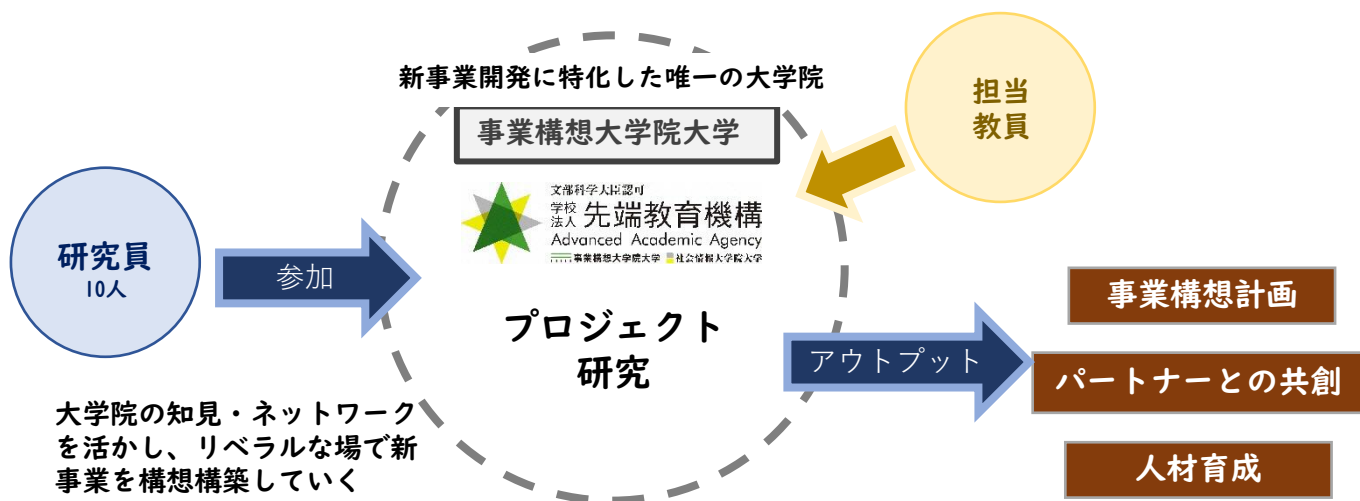 新事業開発に特化した唯一の大学院
事業構想大学院大学
文部科学大臣認可
学校法人 先端教育機構
Advanced Academic Agency
事業構想大学院大学 社会情報大学院大学
担当
教員
研究員
10人
参加
プロジェクト
研究
アウトプット
事業構想計画
パートナーとの共創
人材育成
大学院の知見・ネットワーク
を活かし、リベラルな場で新
事業を構想構築していく